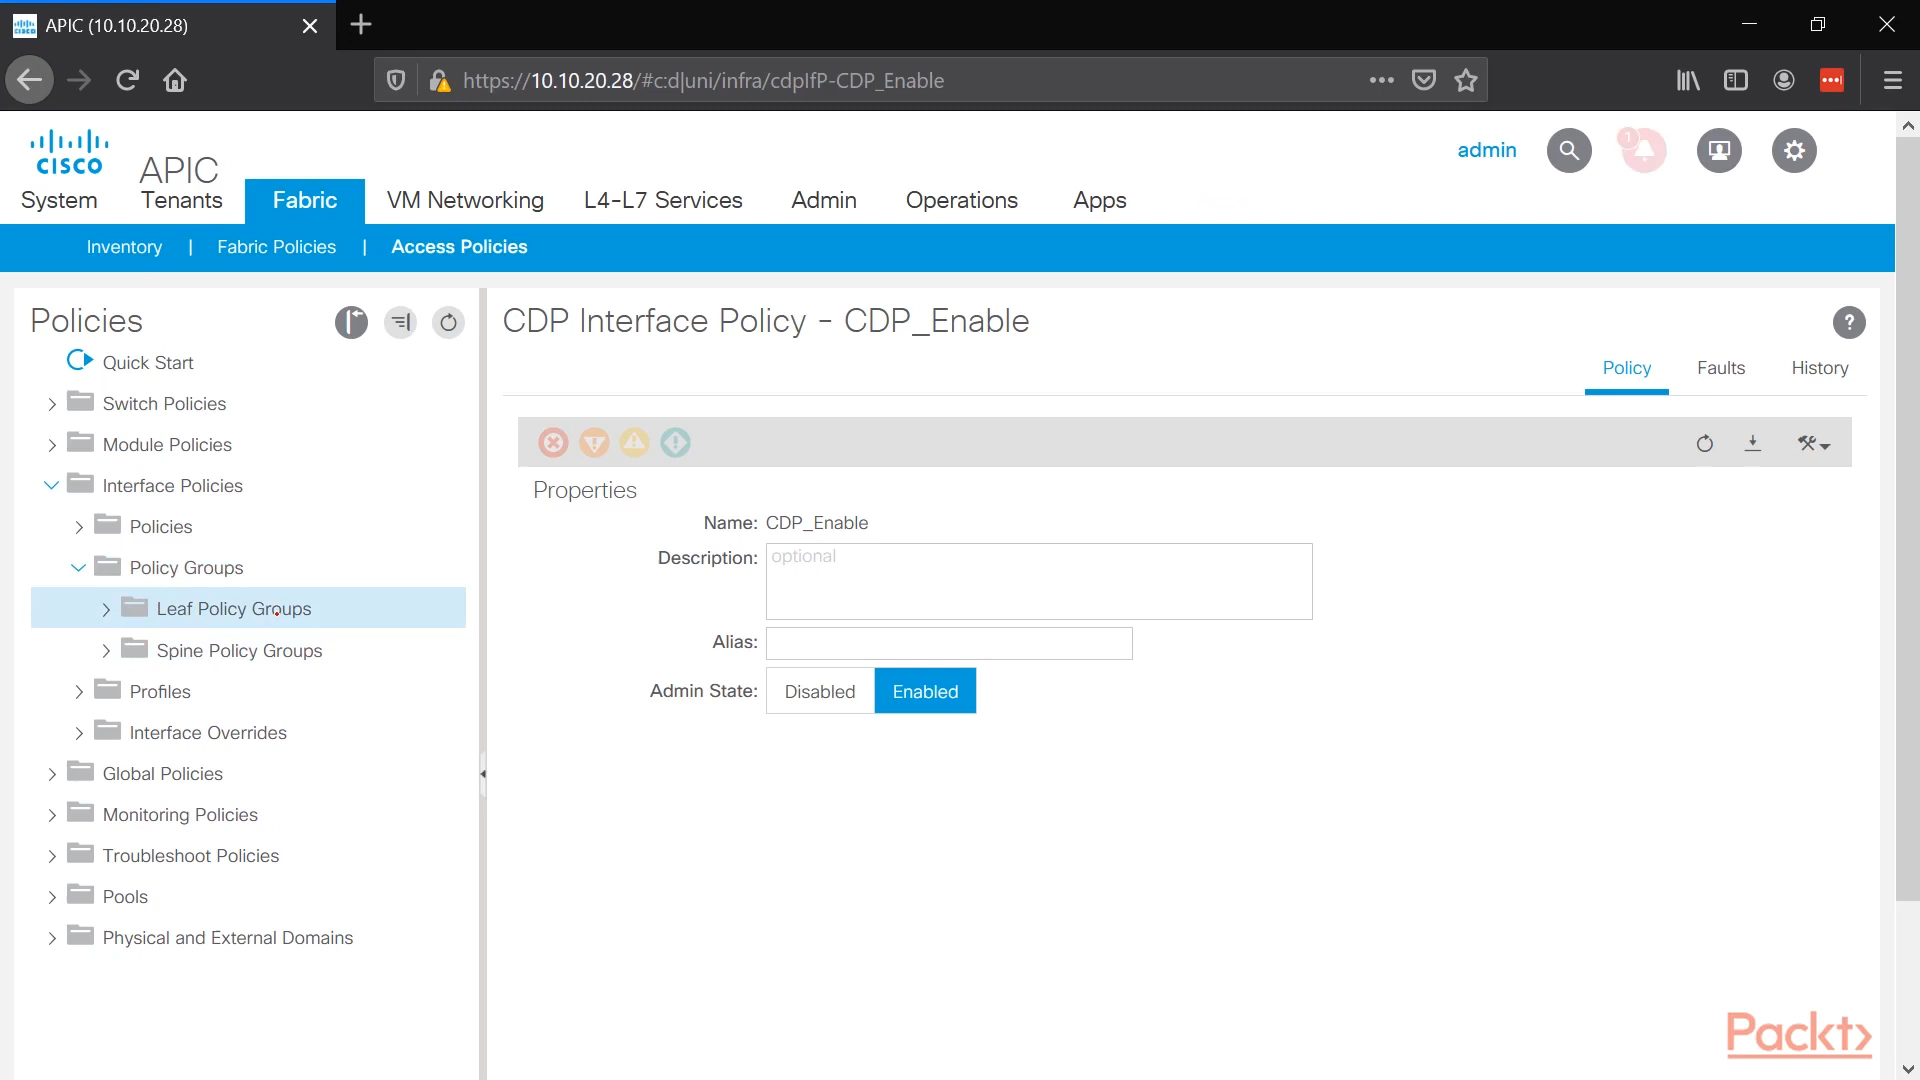 APIC (10.10.20.28)
https://10.10.20.28/#c:d|uni/infra/cdpIfP-CDP_Enable
CISCO
APIC
admin
1
System
Tenants
Fabric
VM Networking
L4-L7 Services
Admin
Operations
Apps
Inventory | Fabric Policies | Access Policies
Policies
Quick Start
Switch Policies
Module Policies
Interface Policies
Policies
Policy Groups
Leaf Policy Groups
Spine Policy Groups
Profiles
Interface Overrides
Global Policies
Monitoring Policies
Troubleshoot Policies
Pools
Physical and External Domains
CDP Interface Policy - CDP_Enable
?
Policy
Faults
History
Properties
Name: CDP_Enable
Description: optional
Alias:
Admin State: Disabled Enabled
Packt>